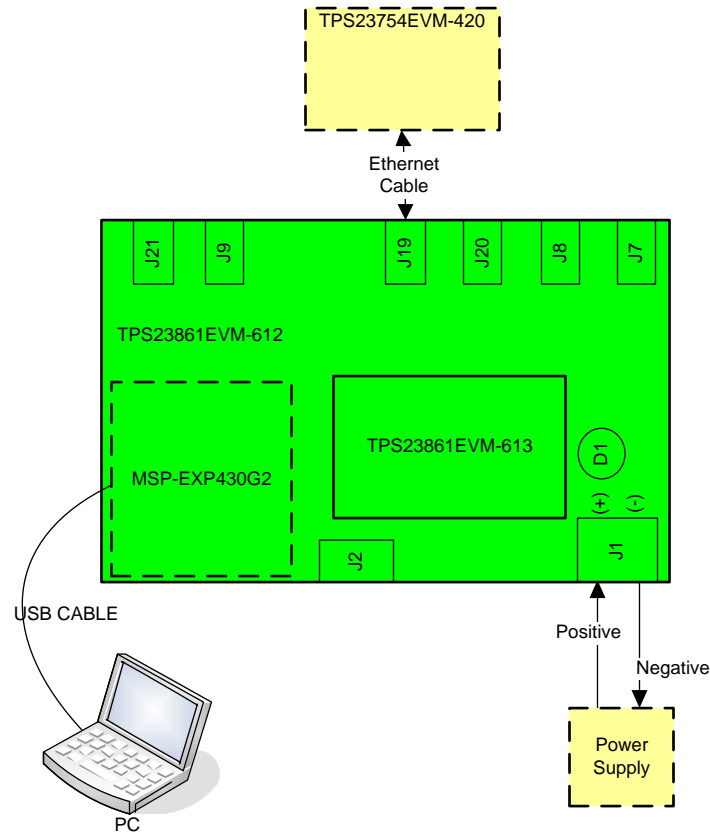 TPS23754EVM-420
Ethernet
Cable
J21
J9
J19
J20
J8
J7
TPS23861EVM-612
TPS23861EVM-613
MSP-EXP430G2
D1
(+)
(-)
J2
J1
USB CABLE
Positive
Negative
Power
Supply
PC